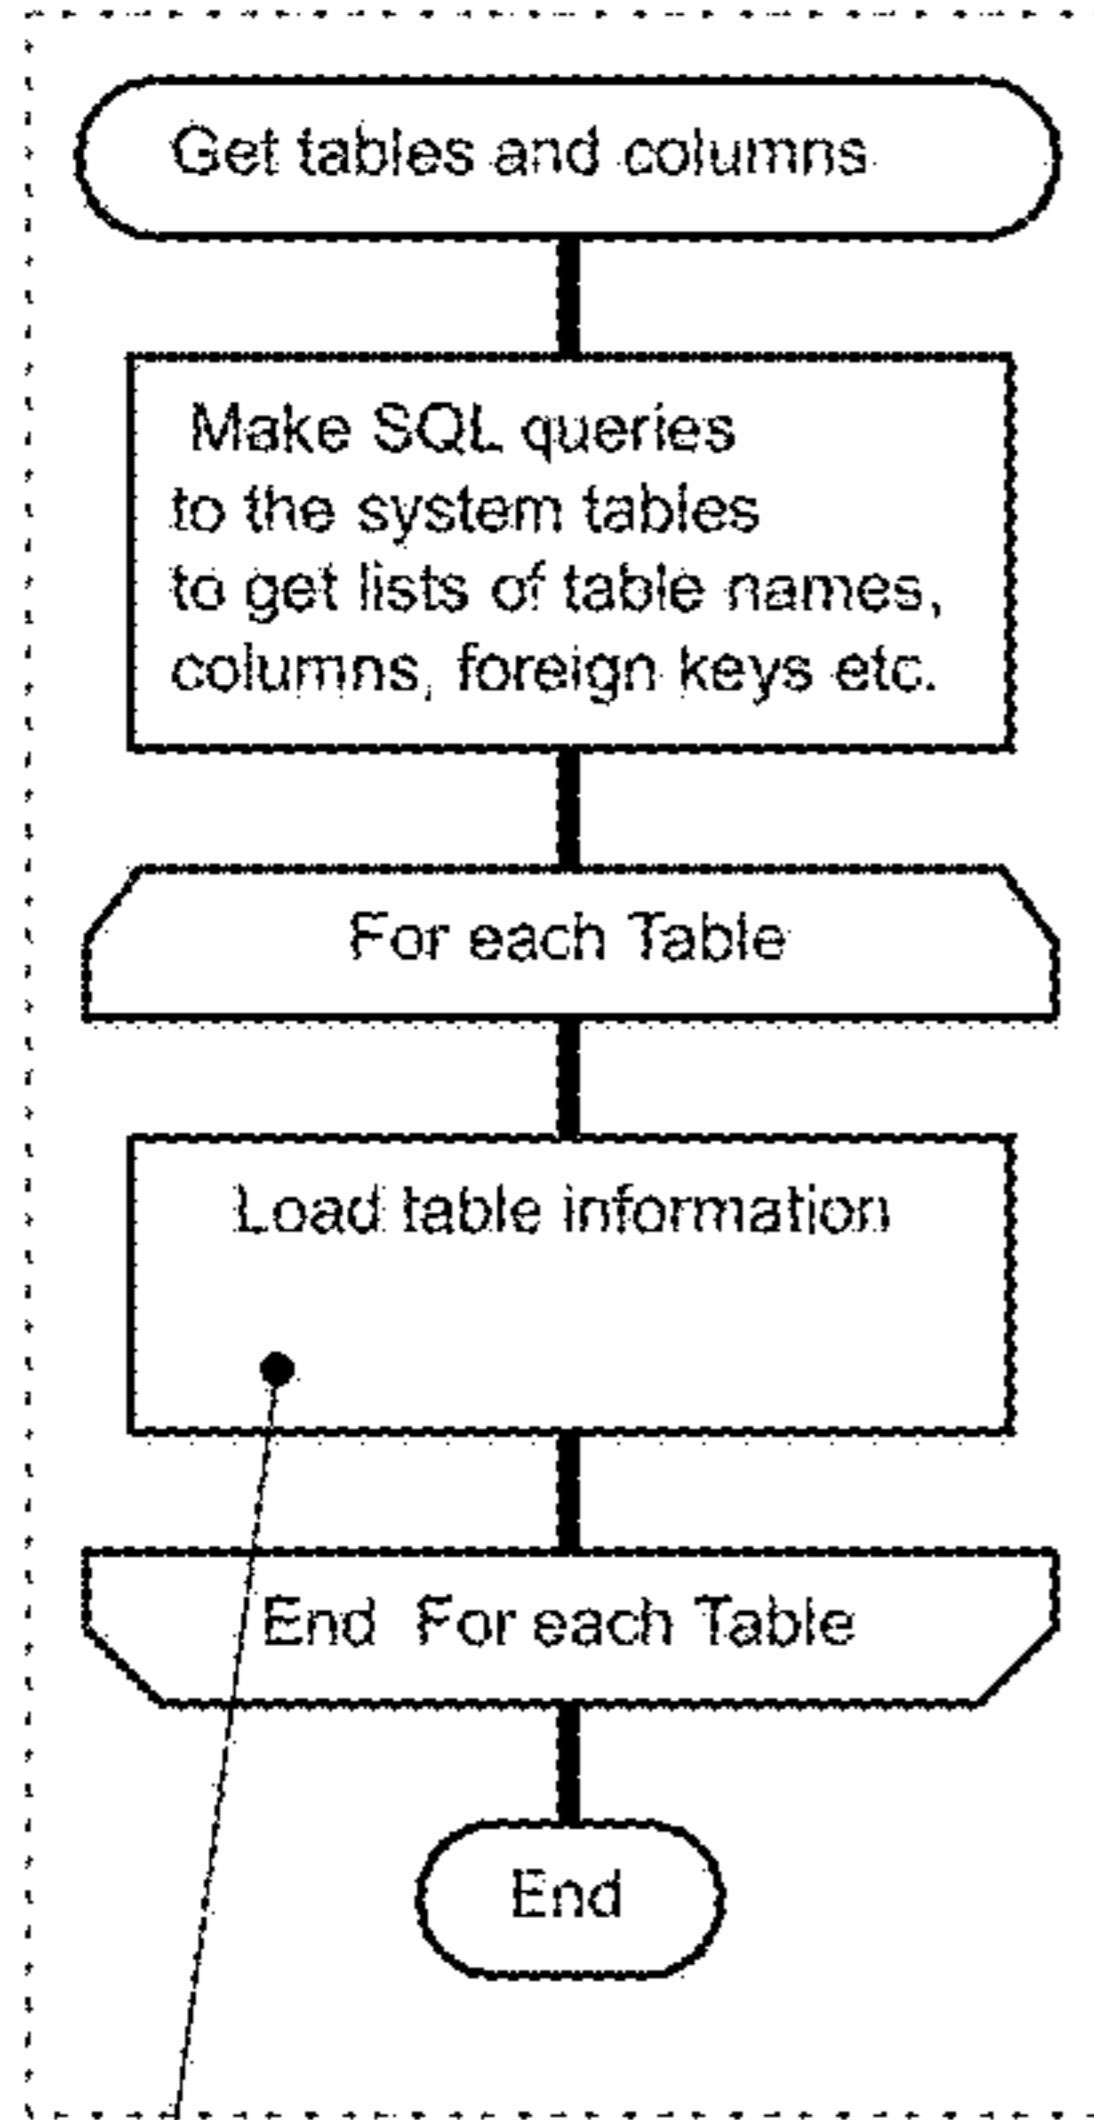 Get tables and columns
Make SQL queries
to the system tables
to get lists of table names,
columns, foreign keys etc.
For each Table
Load table information
End For each Table
End